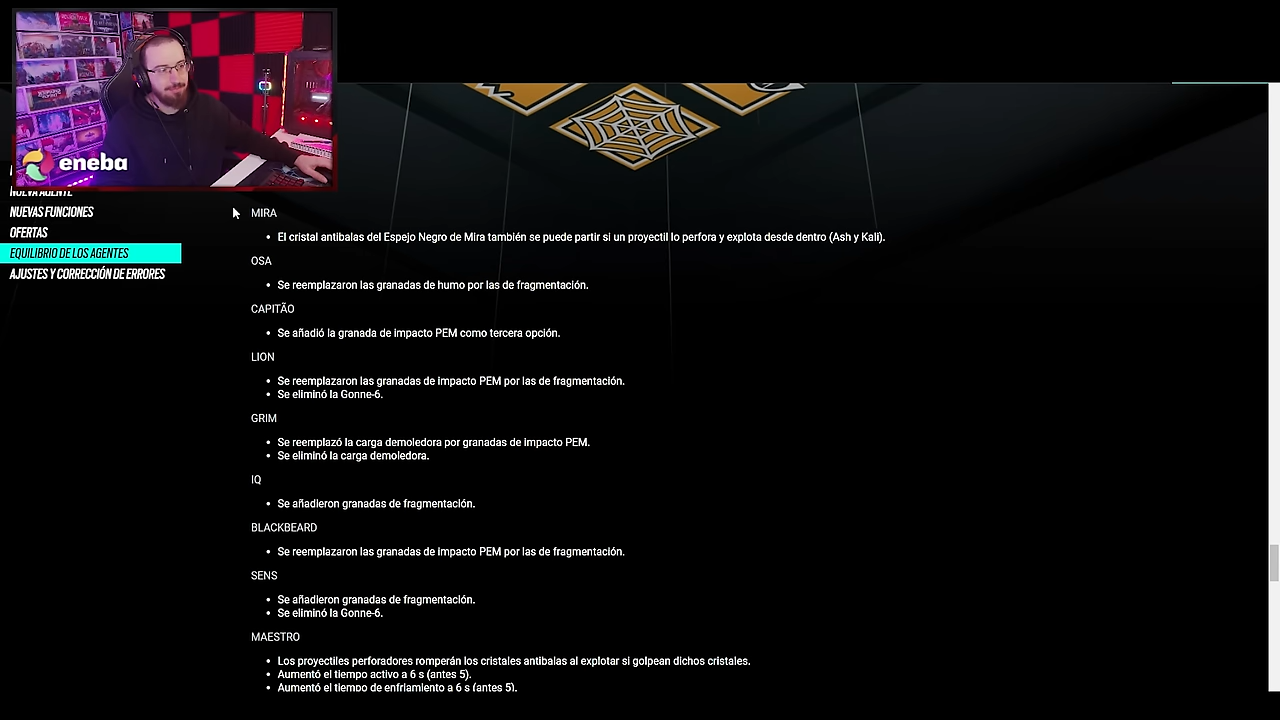 eneba
NUEVA AGENTE
NUEVAS FUNCIONES
OFERTAS
EQUILIBRIO DE LOS AGENTES
AJUSTES Y CORRECCIÓN DE ERRORES
MIRA
• El cristal antibalas del Espejo Negro de Mira también se puede partir si un proyectil lo perfora y explota desde dentro (Ash y Kali).
OSA
• Se reemplazaron las granadas de humo por las de fragmentación.
CAPITÃO
• Se añadió la granada de impacto PEM como tercera opción.
LION
• Se reemplazaron las granadas de impacto PEM por las de fragmentación.
• Se eliminó la Gonne-6.
GRIM
• Se reemplazó la carga demoledora por granadas de impacto PEM.
• Se eliminó la carga demoledora.
IQ
• Se añadieron granadas de fragmentación.
BLACKBEARD
• Se reemplazaron las granadas de impacto PEM por las de fragmentación.
SENS
• Se añadieron granadas de fragmentación.
• Se eliminó la Gonne-6.
MAESTRO
• Los proyectiles perforadores romperán los cristales antibalas al explotar si golpean dichos cristales.
• Aumentó el tiempo activo a 6 s (antes 5).
• Aumentó el tiempo de enfriamiento a 6 s (antes 5).